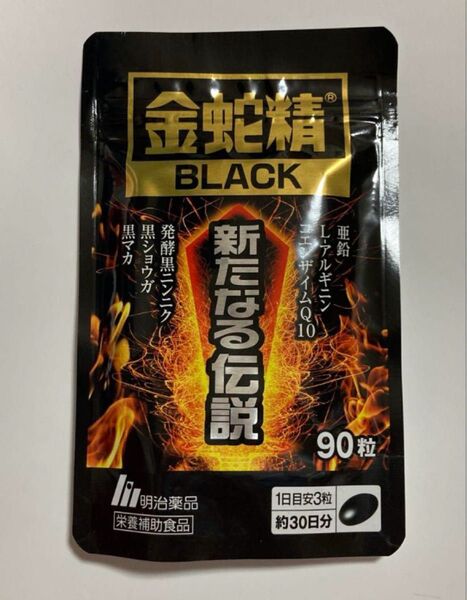 金蛇精®
BLACK
亜鉛
L-アルギニン
コエンザイムQ10
新たなる伝説
発酵黒ニンニク
黒ショウガ
黒マカ
90粒
明治薬品
栄養補助食品
1日目安3粒
約30日分